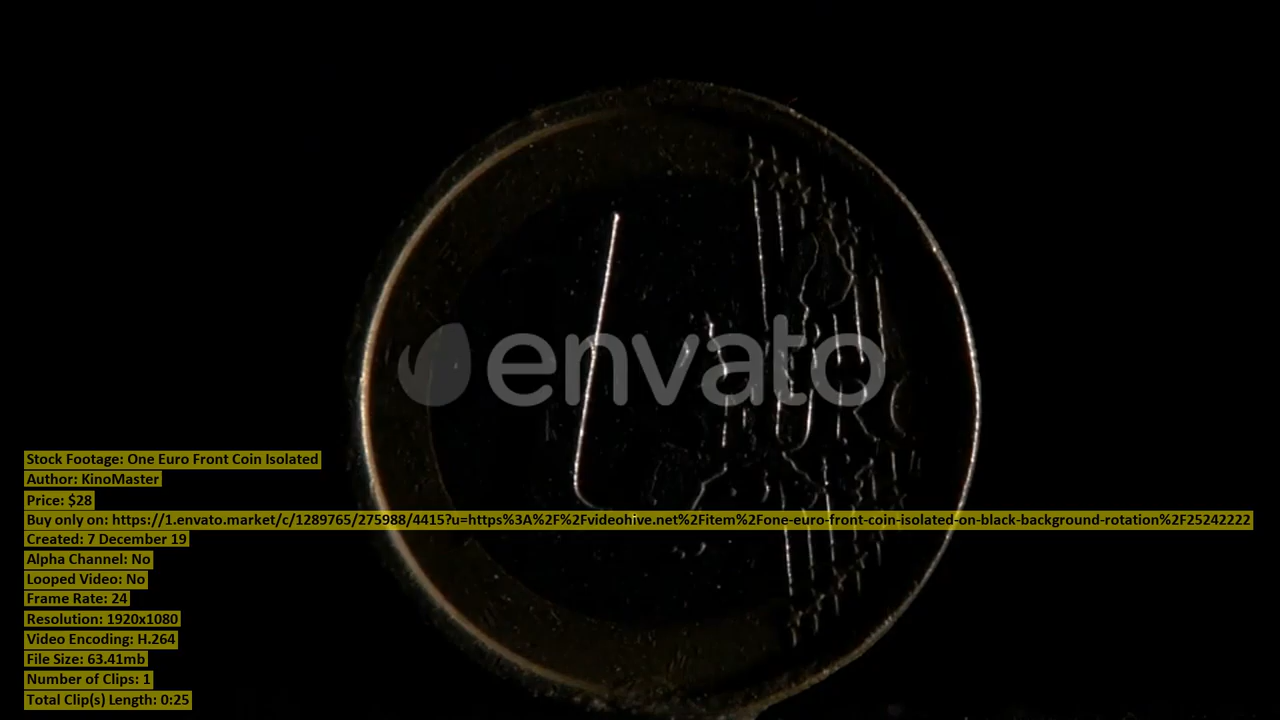 envato
Stock Footage: One Euro Front Coin Isolated
Author: KinoMaster
Price: $28
Buy only on: https://1.envato.market/c/1289765/275988/4415?u=https%3A%2F%2Fvideohive.net%2Fitem%2Fone-euro-front-coin-isolated-on-black-background-rotation%2F25242222
Created: 7 December 19
Alpha Channel: No
Looped Video: No
Frame Rate: 24
Resolution: 1920x1080
Video Encoding: H.264
File Size: 63.41mb
Number of Clips: 1
Total Clip(s) Length: 0:25